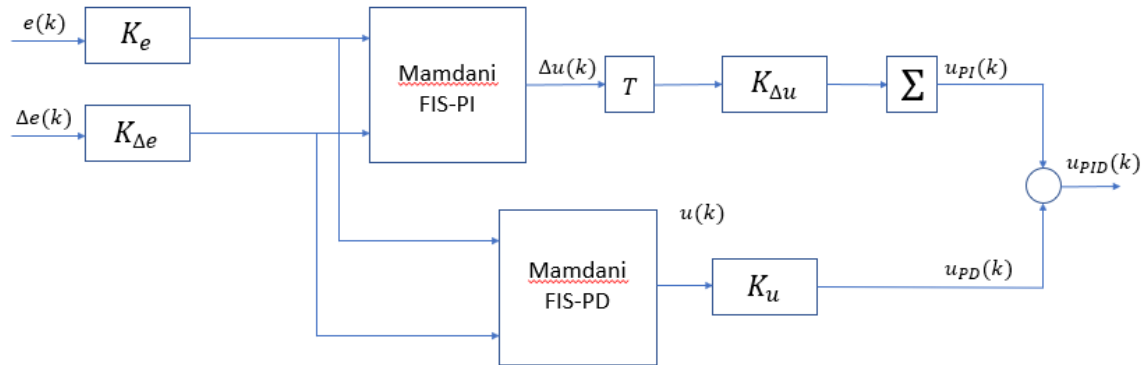 e(k)
K_e
Mamdani
FIS-PI
Δu(k)
T
K_Δu
Σ
u_PI(k)
Δe(k)
K_Δe
u_PID(k)
Mamdani
FIS-PD
u(k)
K_u
u_PD(k)